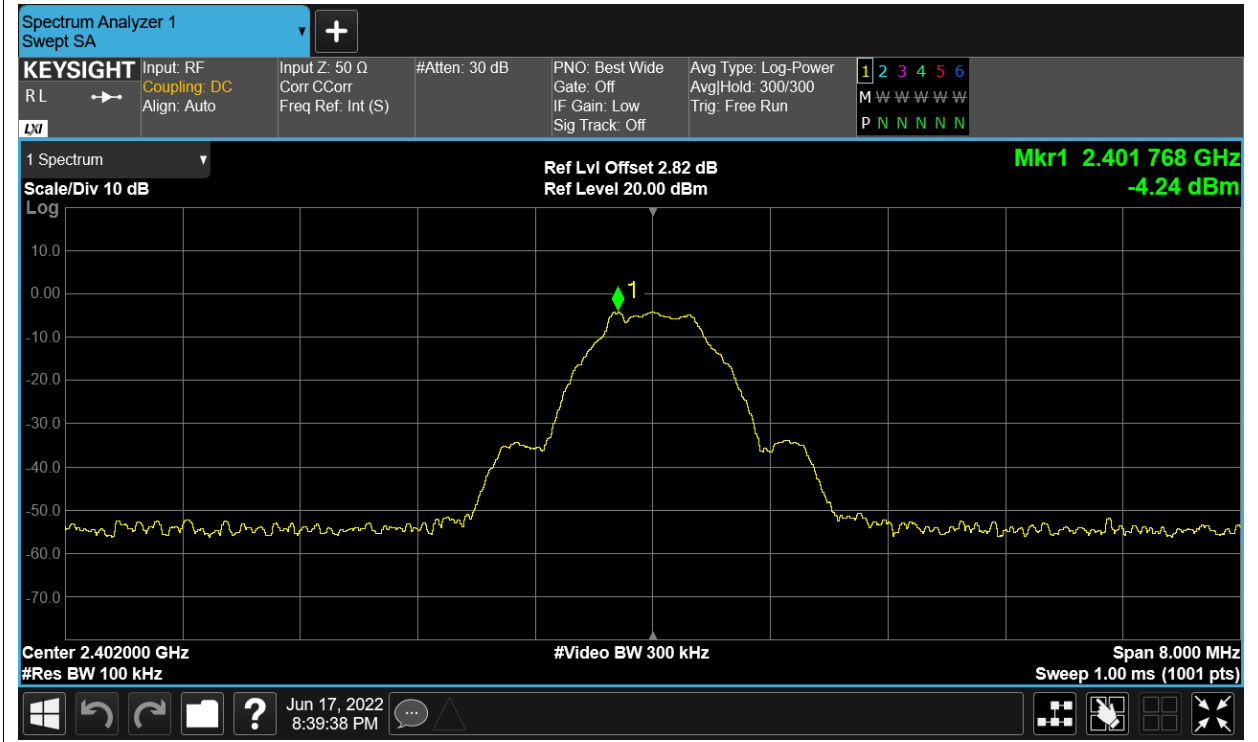 Spectrum Analyzer 1
Swept SA
+
KEYSIGHT
RL
LXI
Input: RF
Coupling: DC
Align: Auto
Input Z: 50 Ω
Corr CCorr
Freq Ref: Int (S)
#Atten: 30 dB
PNO: Best Wide
Gate: Off
IF Gain: Low
Sig Track: Off
Avg Type: Log-Power
Avg|Hold: 300/300
Trig: Free Run
1 2 3 4 5 6
M W W W W W
P N N N N N
1 Spectrum
Scale/Div 10 dB
Log
Ref Lvl Offset 2.82 dB
Ref Level 20.00 dBm
Mkr1 2.401 768 GHz
-4.24 dBm
10.0
0.00
-10.0
-20.0
-30.0
-40.0
-50.0
-60.0
-70.0
1
Center 2.402000 GHz
#Res BW 100 kHz
#Video BW 300 kHz
Span 8.000 MHz
Sweep 1.00 ms (1001 pts)
?
Jun 17, 2022
8:39:38 PM